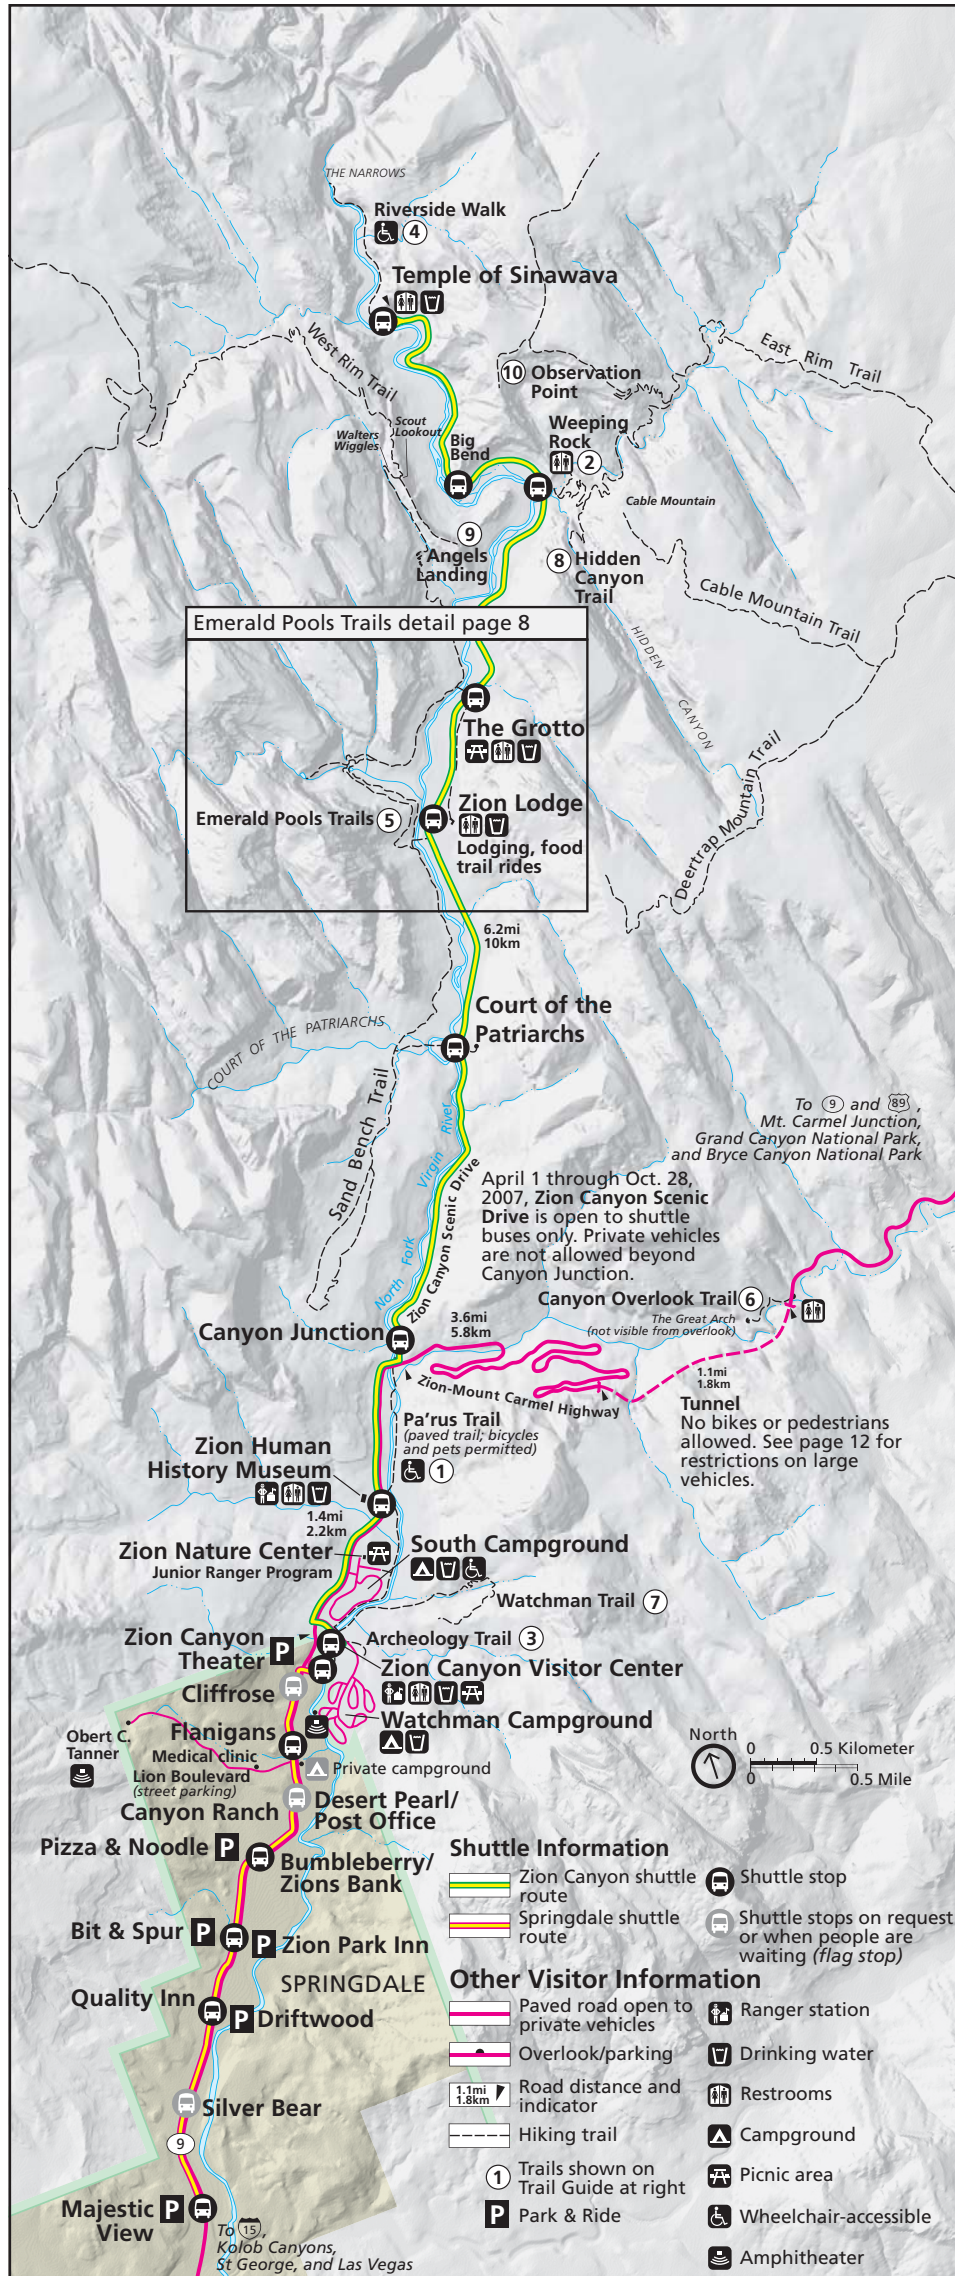 THE NARROWS
Riverside Walk
4
Temple of Sinawava
West Rim Trail
East Rim Trail
10 Observation
Point
Scout
Lookout
Walters
Wiggles
Big
Bend
Weeping
Rock
2
Cable Mountain
9
Angels
Landing
8 Hidden
Canyon
Trail
Cable Mountain Trail
Emerald Pools Trails detail page 8
HIDDEN CANYON
The Grotto
Deertrap Mountain Trail
Zion Lodge
Emerald Pools Trails 5
Lodging, food
trail rides
6.2mi
10km
Court of the
Patriarchs
COURT OF THE PATRIARCHS
Sand Bench Trail
North Fork Virgin River
Zion Canyon Scenic Drive
To 9 and 89,
Mt. Carmel Junction,
Grand Canyon National Park,
and Bryce Canyon National Park
April 1 through Oct. 28,
2007, Zion Canyon Scenic
Drive is open to shuttle
buses only. Private vehicles
are not allowed beyond
Canyon Junction.
Canyon Overlook Trail 6
The Great Arch
(not visible from overlook)
Canyon Junction
3.6mi
5.8km
1.1mi
1.8km
Zion-Mount Carmel Highway
Tunnel
No bikes or pedestrians
allowed. See page 12 for
restrictions on large
vehicles.
Pa'rus Trail
(paved trail; bicycles
and pets permitted)
1
Zion Human
History Museum
1.4mi
2.2km
Zion Nature Center
Junior Ranger Program
South Campground
Watchman Trail 7
Zion Canyon
Theater
P
Archeology Trail 3
Zion Canyon Visitor Center
Cliffrose
Watchman Campground
Flanigans
Obert C.
Tanner
Medical clinic
Lion Boulevard
(street parking)
Private campground
Canyon Ranch
Desert Pearl/
Post Office
Pizza & Noodle P
Bumbleberry/
Zions Bank
Bit & Spur P
P Zion Park Inn
SPRINGDALE
Quality Inn
P Driftwood
Silver Bear
9
Majestic
View
P
To 15,
Kolob Canyons,
St George, and Las Vegas
North
0 0.5 Kilometer
0 0.5 Mile
Shuttle Information
Zion Canyon shuttle
route
Springdale shuttle
route
Shuttle stop
Shuttle stops on request
or when people are
waiting (flag stop)
Other Visitor Information
Paved road open to
private vehicles
Overlook/parking
1.1mi
1.8km
Road distance and
indicator
Hiking trail
1 Trails shown on
Trail Guide at right
P Park & Ride
Ranger station
Drinking water
Restrooms
Campground
Picnic area
Wheelchair-accessible
Amphitheater